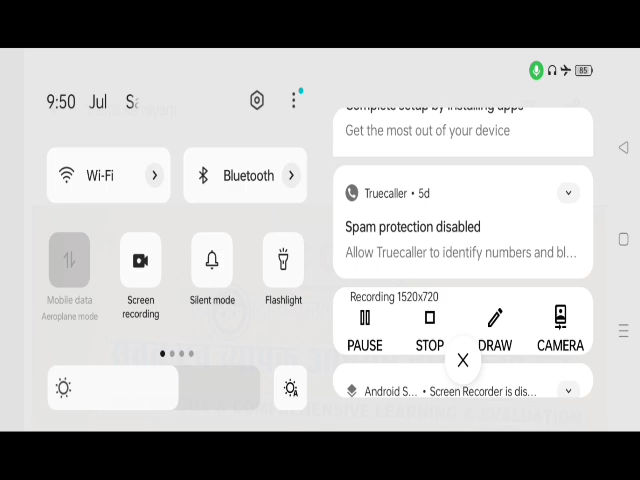 85
9:50 Jul Sa
Wi-Fi
Bluetooth
Mobile data
Aeroplane mode
Screen
recording
Silent mode
Flashlight
Complete setup by installing apps
Get the most out of your device
Truecaller • 5d
Spam protection disabled
Allow Truecaller to identify numbers and bl...
Recording 1520x720
PAUSE STOP DRAW CAMERA
Android S... • Screen Recorder is dis...